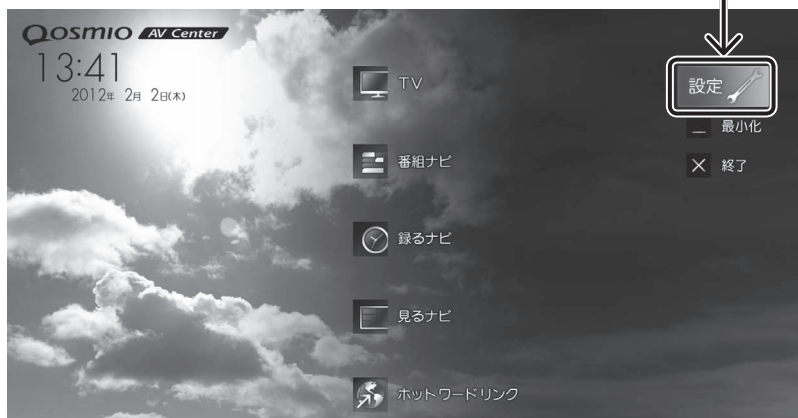 Qosmio AV Center
13:41
2012年 2月 2日(木)
TV
番組ナビ
録るナビ
見るナビ
ホットワードリンク
設定
最小化
終了